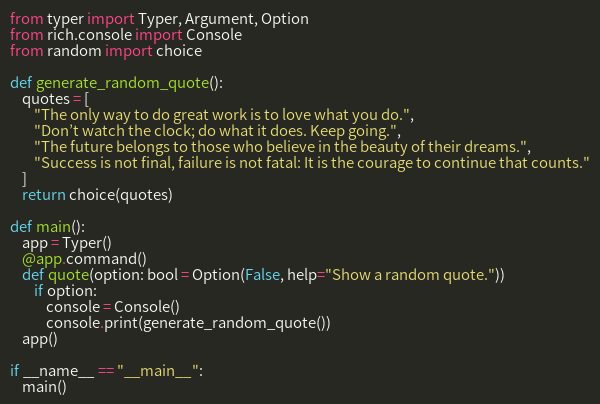 from typer import Typer, Argument, Option
from rich.console import Console
from random import choice

def generate_random_quote():
    quotes = [
        "The only way to do great work is to love what you do.",
        "Don't watch the clock; do what it does. Keep going.",
        "The future belongs to those who believe in the beauty of their dreams.",
        "Success is not final, failure is not fatal: It is the courage to continue that counts."
    ]
    return choice(quotes)

def main():
    app = Typer()
    @app.command()
    def quote(option: bool = Option(False, help="Show a random quote."))
        if option:
            console = Console()
            console.print(generate_random_quote())
    app()

if __name__ == "__main__":
    main()